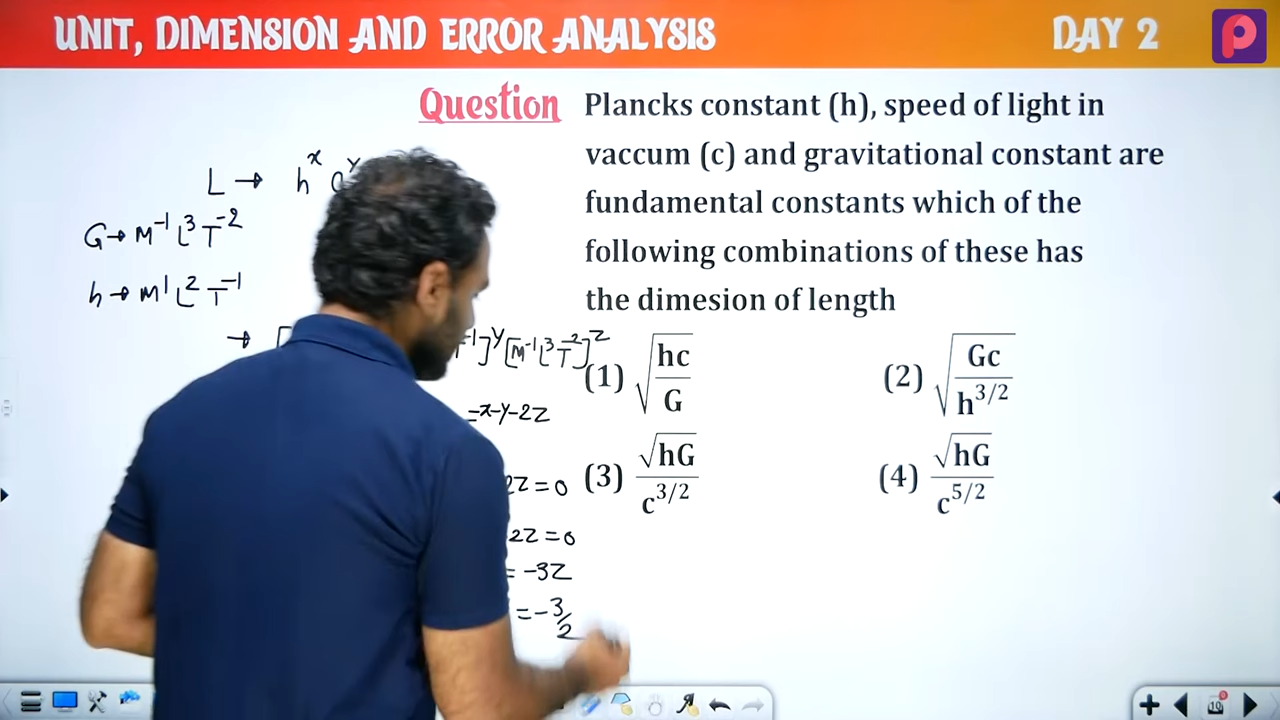 UNIT, DIMENSION AND ERROR ANALYSIS
DAY 2
Question Plancks constant (h), speed of light in
vaccum (c) and gravitational constant are
fundamental constants which of the
following combinations of these has
the dimesion of length
(1) √(hc/G)
(2) √(Gc/h^3/2)
(3) √hG/c^3/2
(4) √hG/c^5/2
L → h^x
G → M^-1 L^3 T^-2
h → M^1 L^2 T^-1
→ [
^-1]^y [M^-1 L^3 T^-2]^z
=-x-y-2z
2z=0
2z=0
= -3z
= -3/2